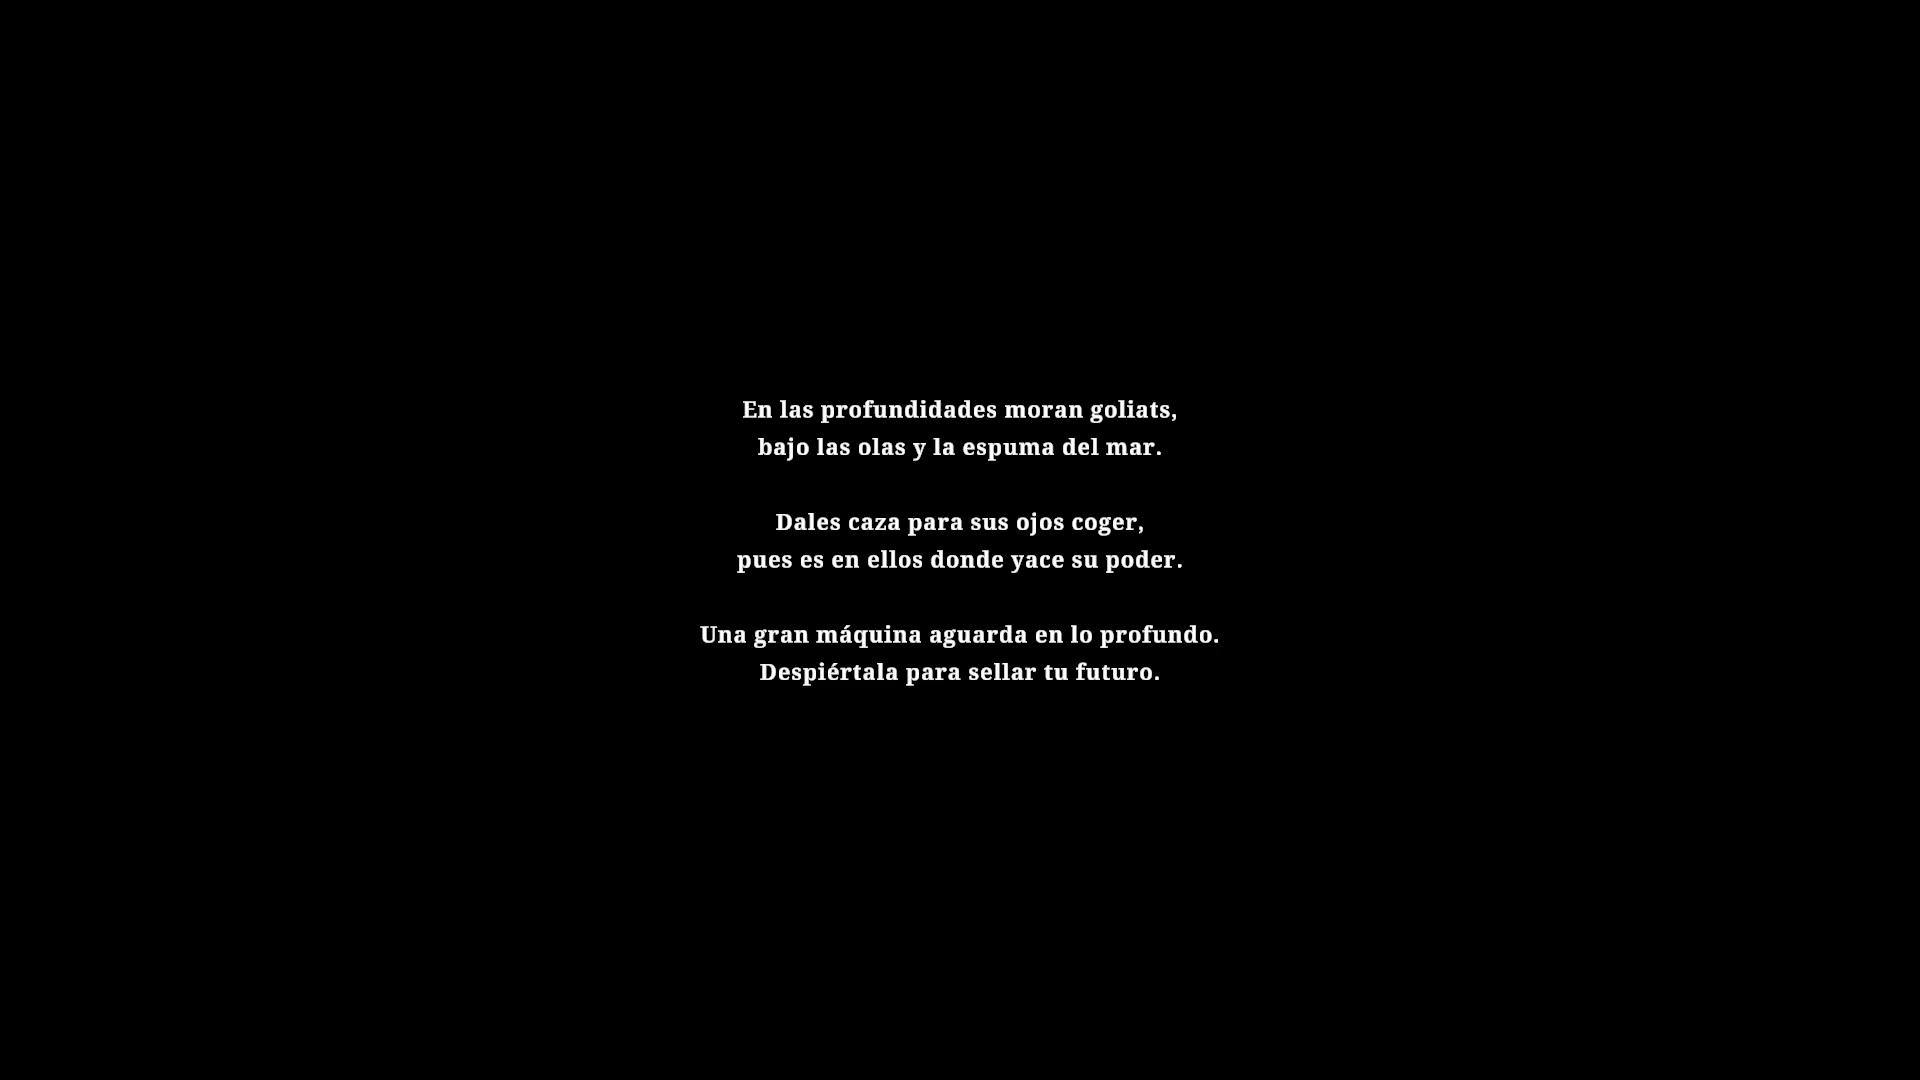 En las profundidades moran goliats,
bajo las olas y la espuma del mar.
Dales caza para sus ojos coger,
pues es en ellos donde yace su poder.
Una gran máquina aguarda en lo profundo.
Despiértala para sellar tu futuro.